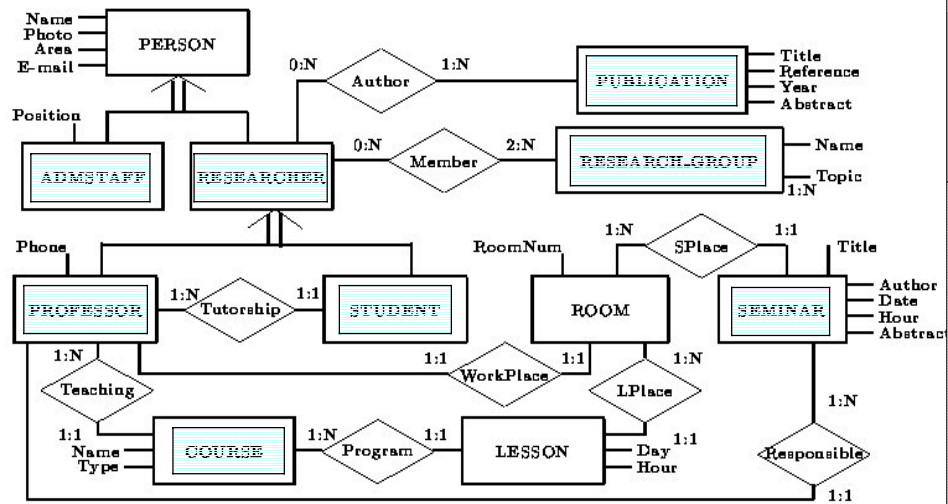 Name
Photo
Area
E-mail
PERSON
0:N
Author
1:N
PUBLICATION
Title
Reference
Year
Abstract
Position
ADMSTAFF
RESEARCHER
0:N
Member
2:N
RESEARCH-GROUP
Name
Topic
1:N
Phone
RoomNum
1:N
SPlace
1:1
Title
PROFESSOR
1:N
Tutorship
1:1
STUDENT
ROOM
SEMINAR
Author
Date
Hour
Abstract
1:N
Teaching
1:1
WorkPlace
1:1
1:N
LPlace
1:N
1:1
Name
Type
COURSE
1:N
Program
1:1
LESSON
1:1
Day
Hour
Responsible
1:1